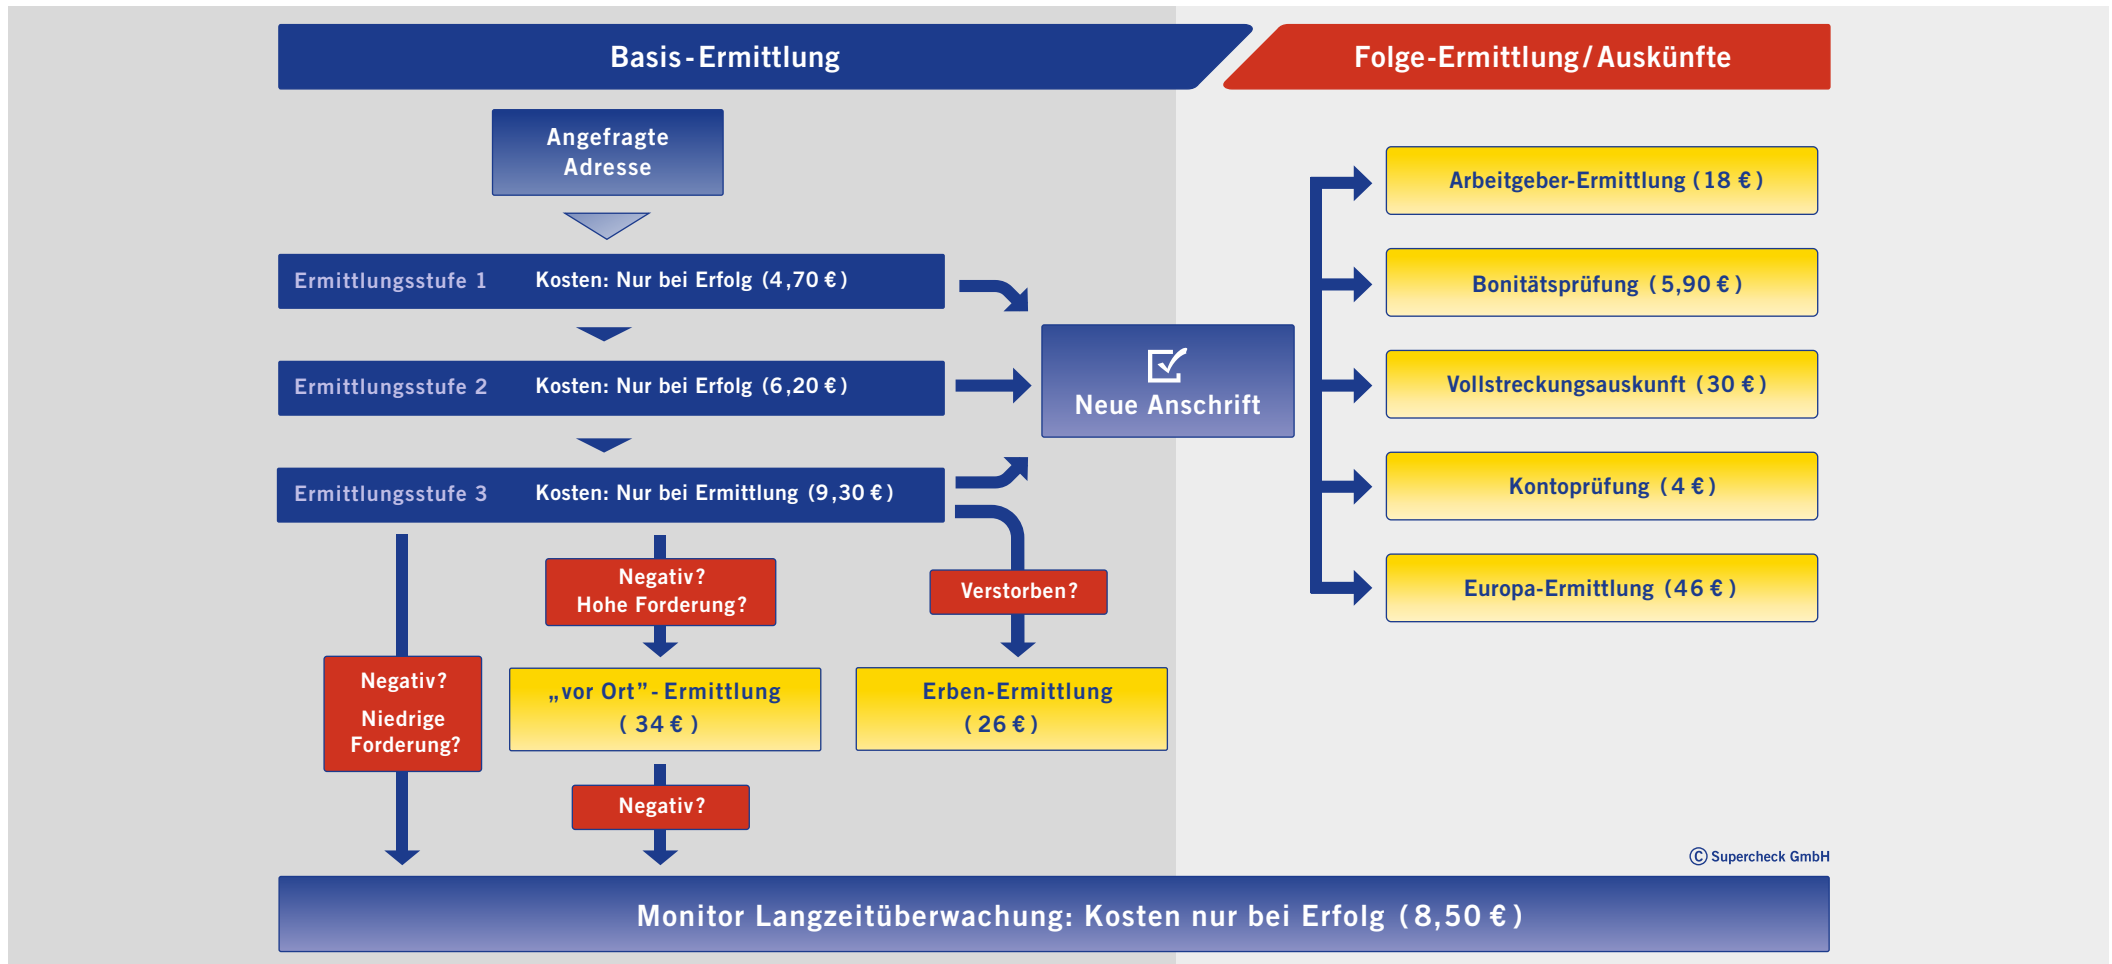 Basis-Ermittlung
Folge-Ermittlung/Auskünfte
Angefragte
Adresse
Ermittlungsstufe 1 Kosten: Nur bei Erfolg (4,70 €)
Ermittlungsstufe 2 Kosten: Nur bei Erfolg (6,20 €)
Ermittlungsstufe 3 Kosten: Nur bei Ermittlung (9,30 €)
Neue Anschrift
Negativ?
Niedrige
Forderung?
Negativ?
Hohe Forderung?
„vor Ort”-Ermittlung
( 34 € )
Negativ?
Verstorben?
Erben-Ermittlung
(26 €)
Arbeitgeber-Ermittlung (18 €)
Bonitätsprüfung (5,90 €)
Vollstreckungsauskunft (30 €)
Kontoprüfung (4 €)
Europa-Ermittlung (46 €)
© Supercheck GmbH
Monitor Langzeitüberwachung: Kosten nur bei Erfolg (8,50 €)